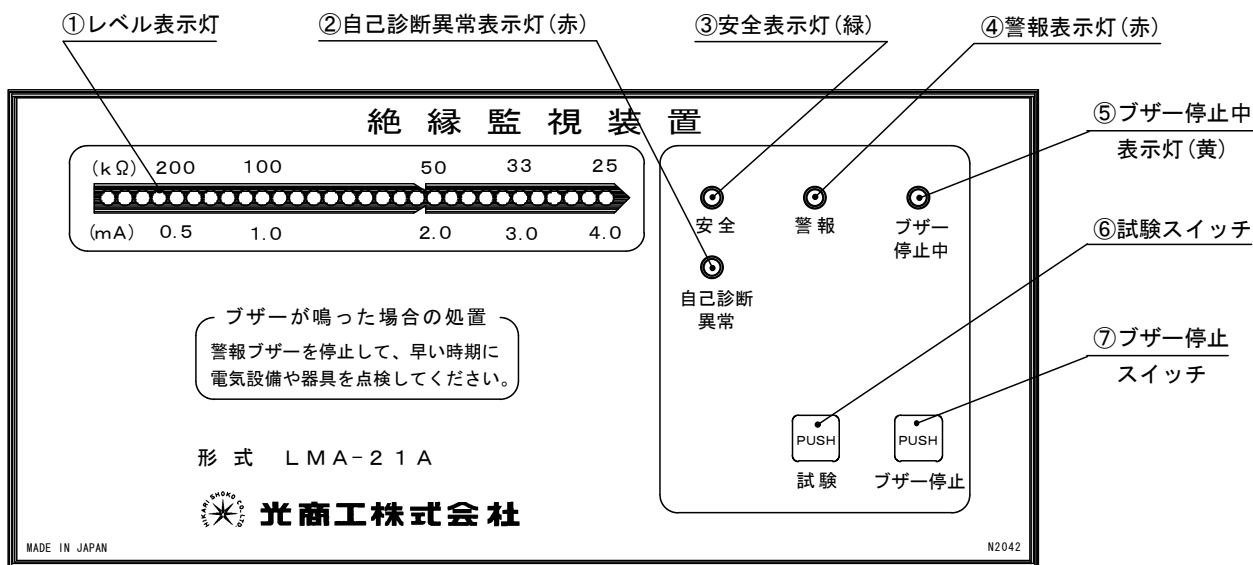 ①レベル表示灯
②自己診断異常表示灯(赤)
③安全表示灯(緑)
④警報表示灯(赤)
絶縁監視装置
⑤ブザー停止中
表示灯(黄)
(kΩ) 200 100 50 33 25
(mA) 0.5 1.0 2.0 3.0 4.0
安全
警報
ブザー
停止中
⑥試験スイッチ
自己診断
異常
ブザーが鳴った場合の処置
警報ブザーを停止して、早い時期に
電気設備や器具を点検してください。
⑦ブザー停止
スイッチ
PUSH
PUSH
試験
ブザー停止
形式 LMA-21A
HIKARI SHOKO CO.,LTD.
光商工株式会社
MADE IN JAPAN
N2042